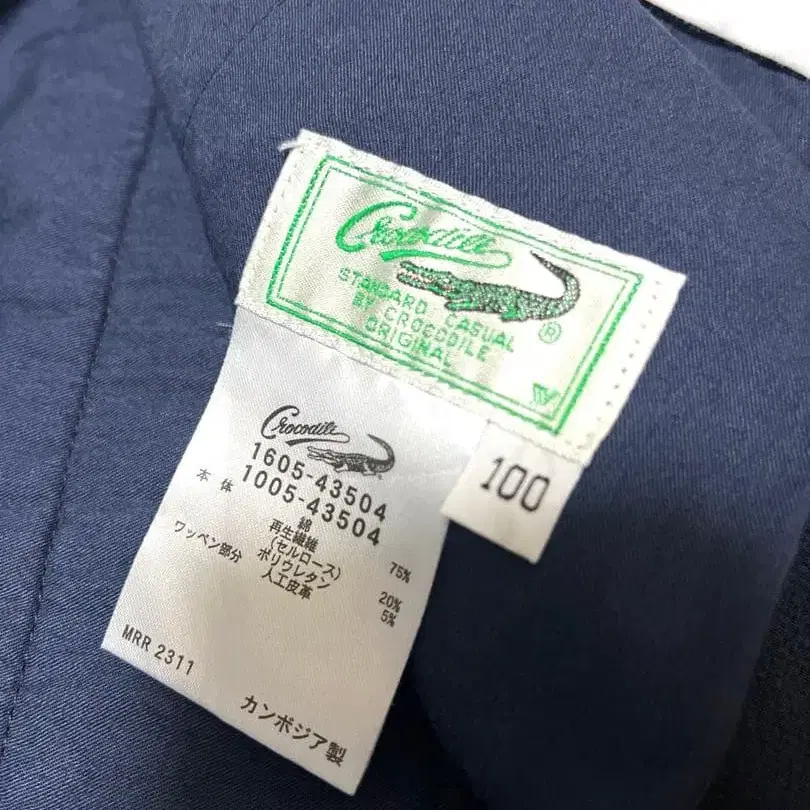 Crocodile
STANDARD CASUAL
BY CROCODILE
ORIGINAL
®
W
100
Crocodile
1605-43504
1005-43504
本体 綿 75%
再生繊維
(セルロース) 20%
ポリウレタン 5%
ワッペン部分 人工皮革
MRR 2311
カンボジア製